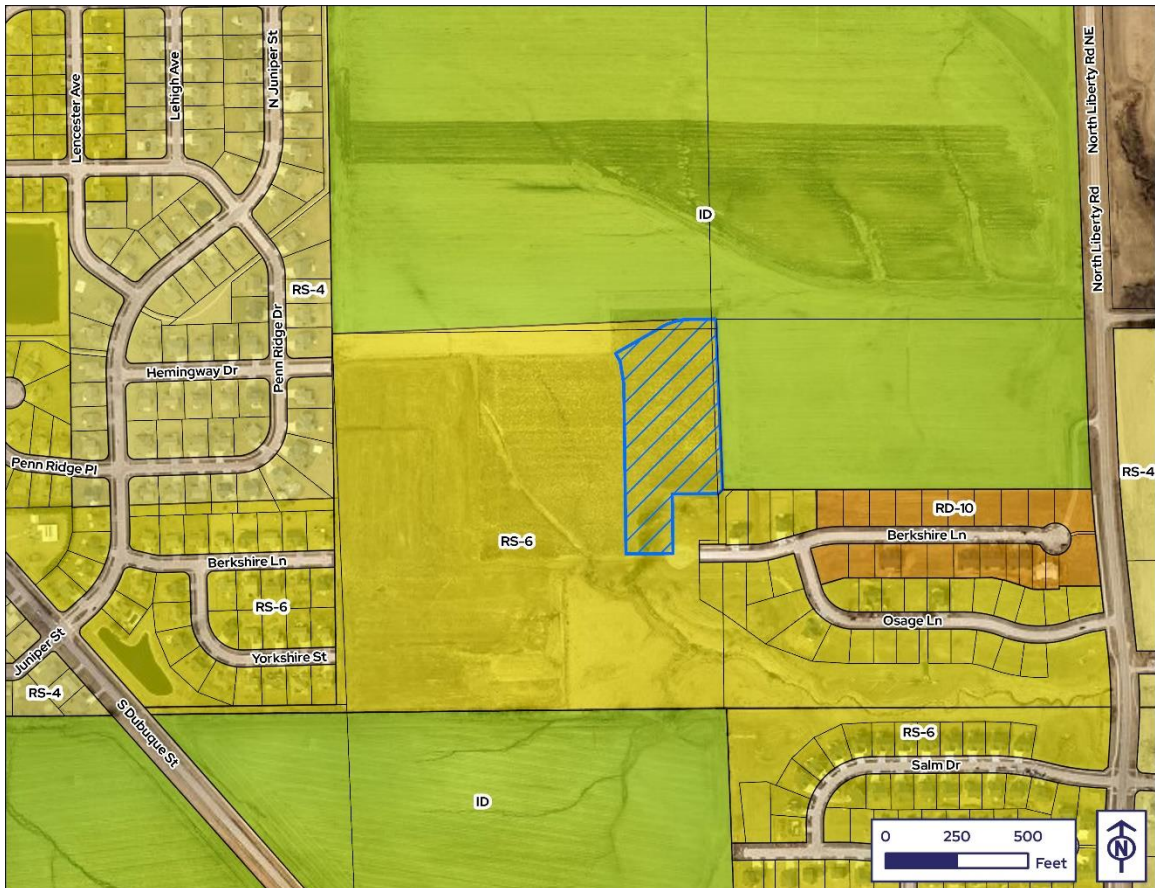 Lencester Ave
Lehigh Ave
N Juniper St
North Liberty Rd NE
North Liberty Rd
ID
RS-4
Penn Ridge Dr
Hemingway Dr
Penn Ridge Pl
RS-4
RD-10
Berkshire Ln
RS-6
Berkshire Ln
RS-6
Osage Ln
Juniper St
Yorkshire St
RS-4
S Dubuque St
RS-6
Salm Dr
ID
0 250 500
Feet
N